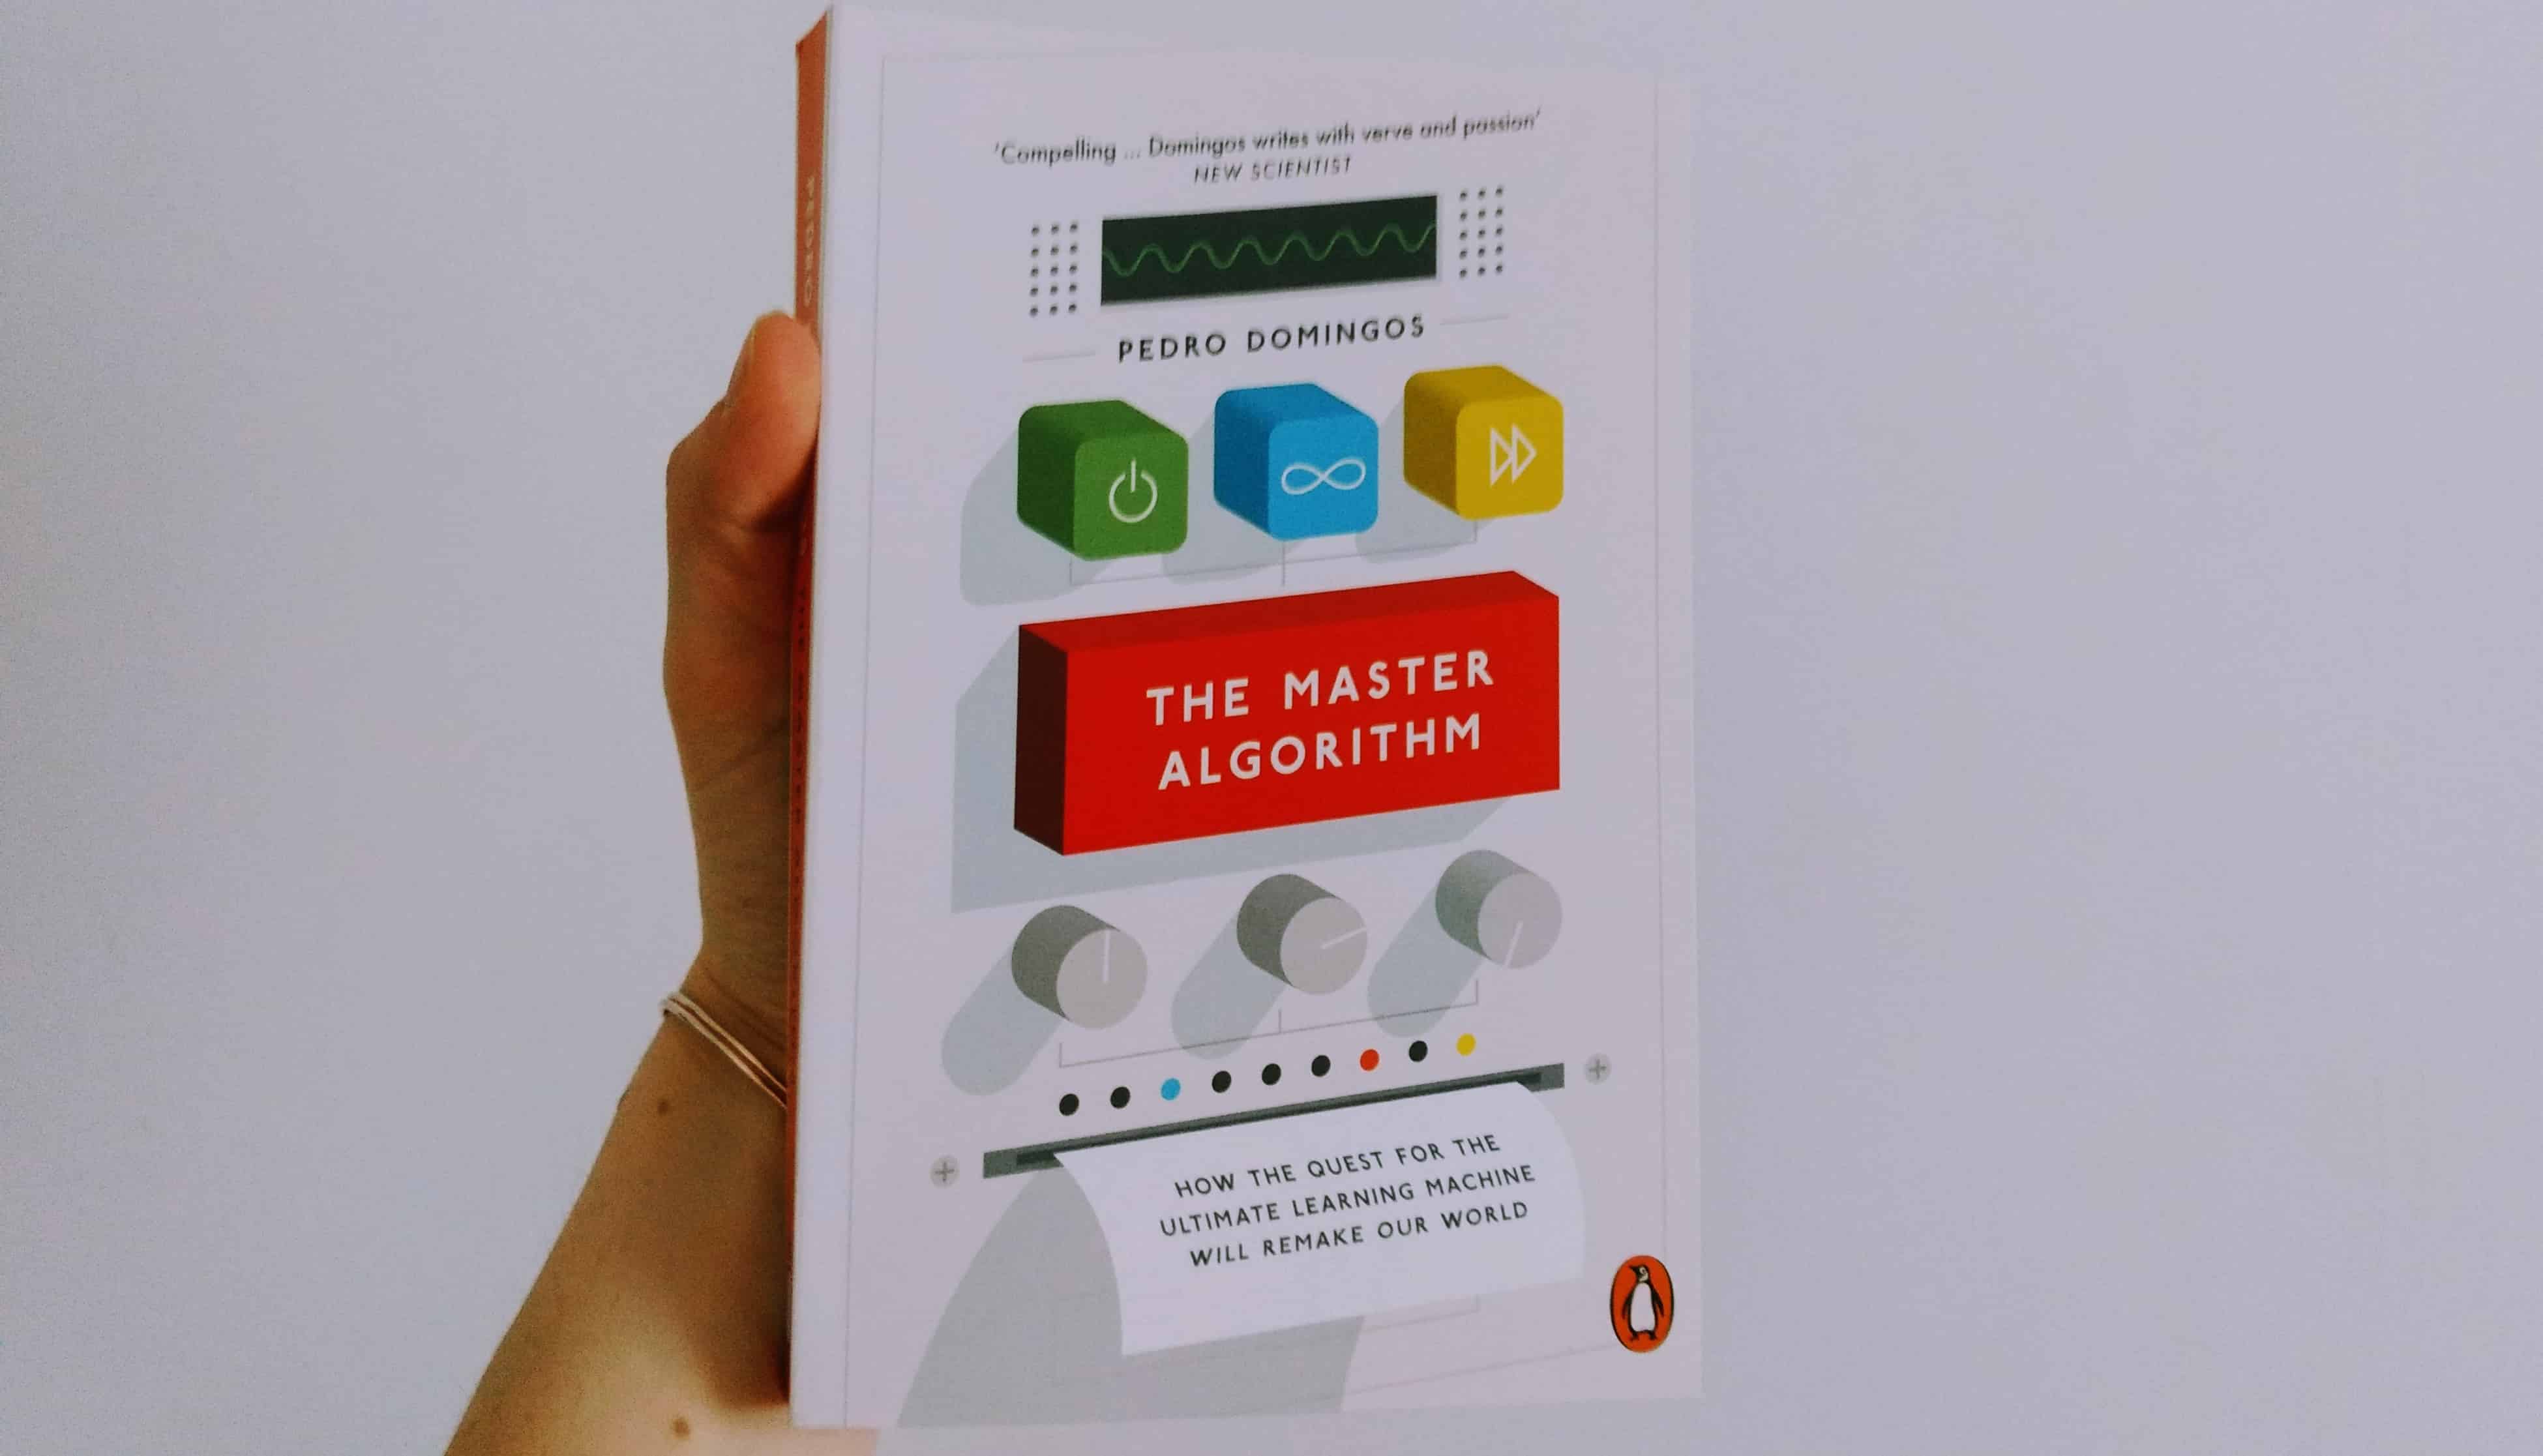 'Compelling ... Domingos writes with verve and passion'
NEW SCIENTIST
PEDRO DOMINGOS
THE MASTER
ALGORITHM
HOW THE QUEST FOR THE
ULTIMATE LEARNING MACHINE
WILL REMAKE OUR WORLD
PEDRO